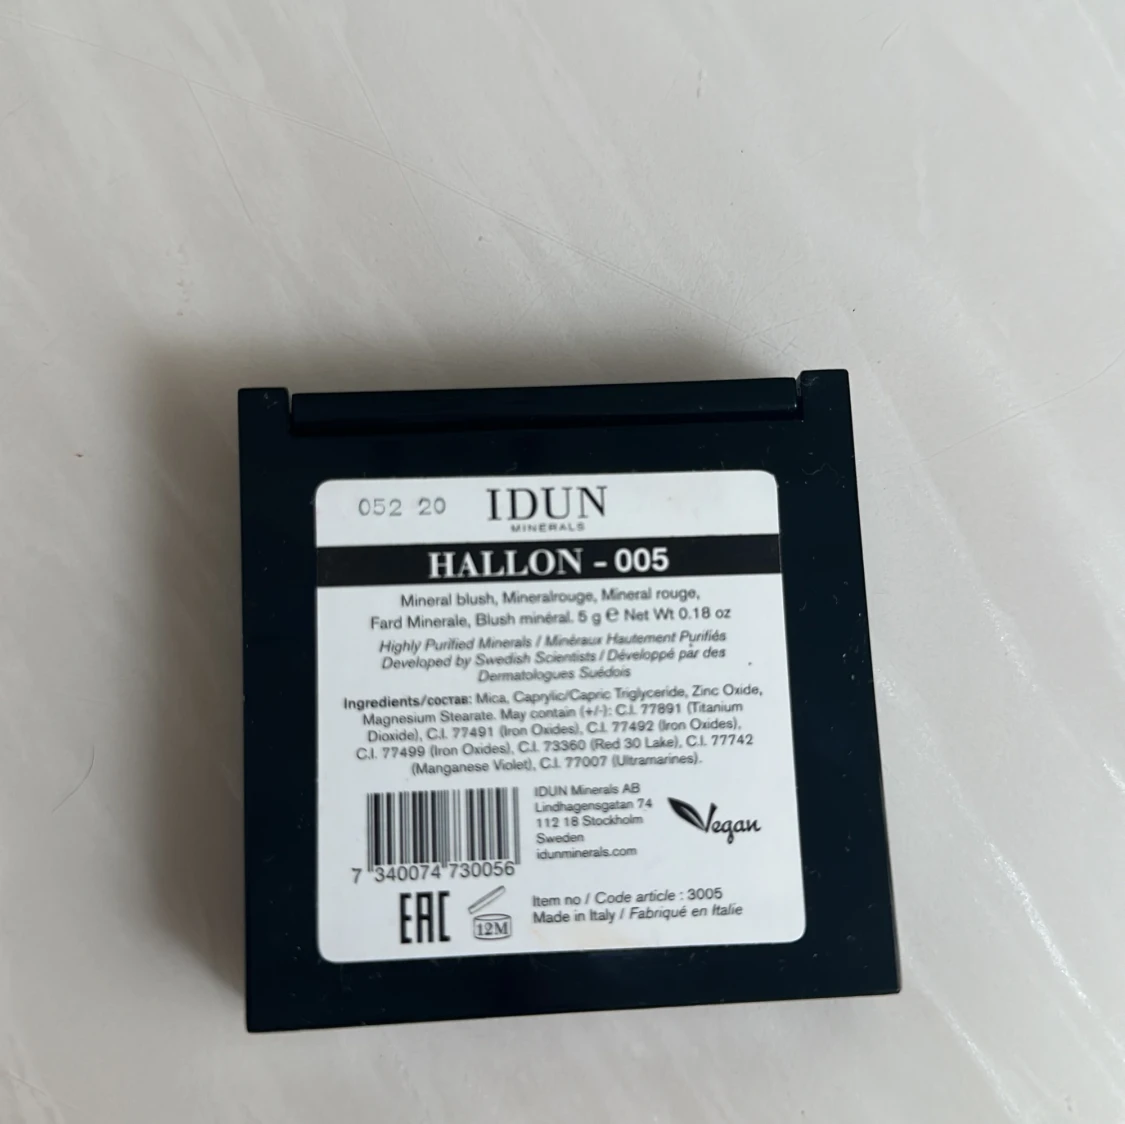 052 20 IDUN
MINERALS
HALLON - 005
Mineral blush, Mineralrouge, Mineral rouge,
Fard Minerale, Blush minéral. 5 g ℮ Net Wt 0.18 oz
Highly Purified Minerals / Minéraux Hautement Purifiés
Developed by Swedish Scientists / Développé par des
Dermatologues Suédois
Ingredients/состав: Mica, Caprylic/Capric Triglyceride, Zinc Oxide,
Magnesium Stearate. May contain (+/-): C.I. 77891 (Titanium
Dioxide), C.I. 77491 (Iron Oxides), C.I. 77492 (Iron Oxides),
C.I. 77499 (Iron Oxides), C.I. 73360 (Red 30 Lake), C.I. 77742
(Manganese Violet), C.I. 77007 (Ultramarines).
IDUN Minerals AB
Lindhagensgatan 74
112 18 Stockholm
Sweden
idunminerals.com
Vegan
7 340074 730056
EAC 12M
Item no / Code article : 3005
Made in Italy / Fabriqué en Italie